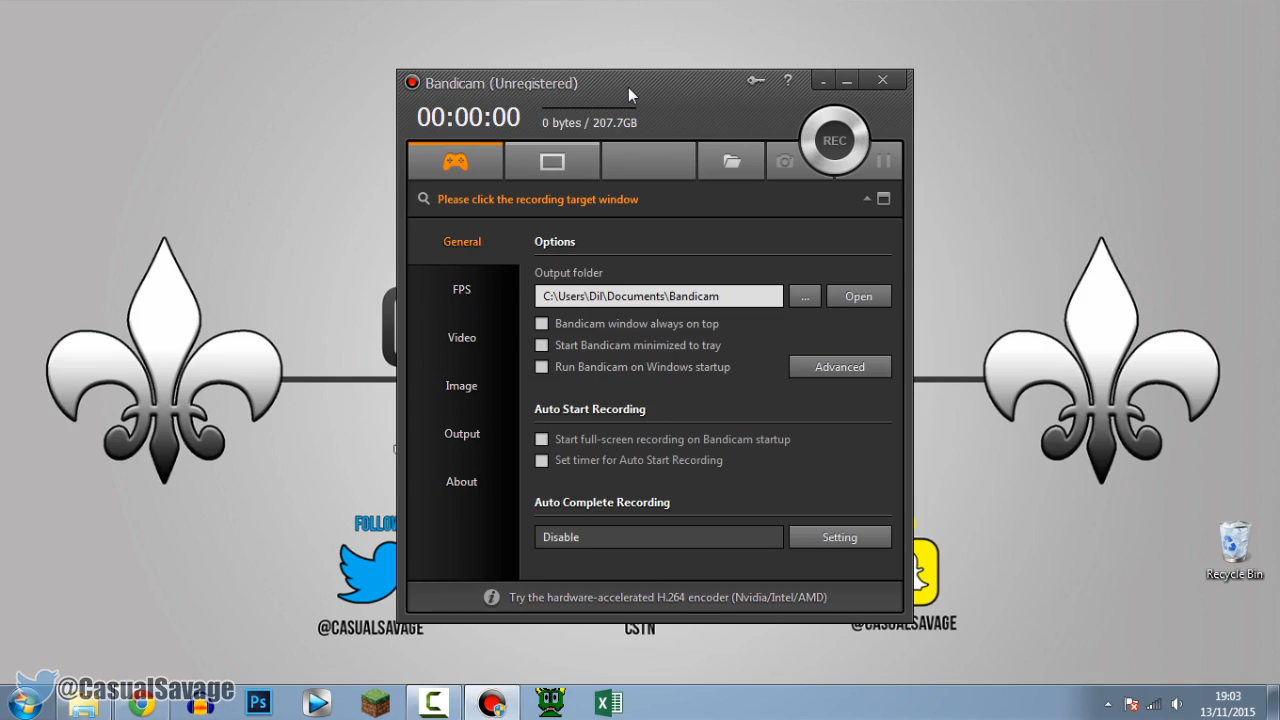 Bandicam (Unregistered)
?
00:00:00
0 bytes / 207.7GB
REC
Please click the recording target window
General
FPS
Video
Image
Output
About
Options
Output folder
C:\Users\Dil\Documents\Bandicam
...
Open
Bandicam window always on top
Start Bandicam minimized to tray
Run Bandicam on Windows startup
Advanced
Auto Start Recording
Start full-screen recording on Bandicam startup
Set timer for Auto Start Recording
Auto Complete Recording
Disable
Setting
Try the hardware-accelerated H.264 encoder (Nvidia/Intel/AMD)
@CASUALSAVAGE
CSTN
@CASUALSAVAGE
Recycle Bin
@CasualSavage
Ps
19:03
13/11/2015